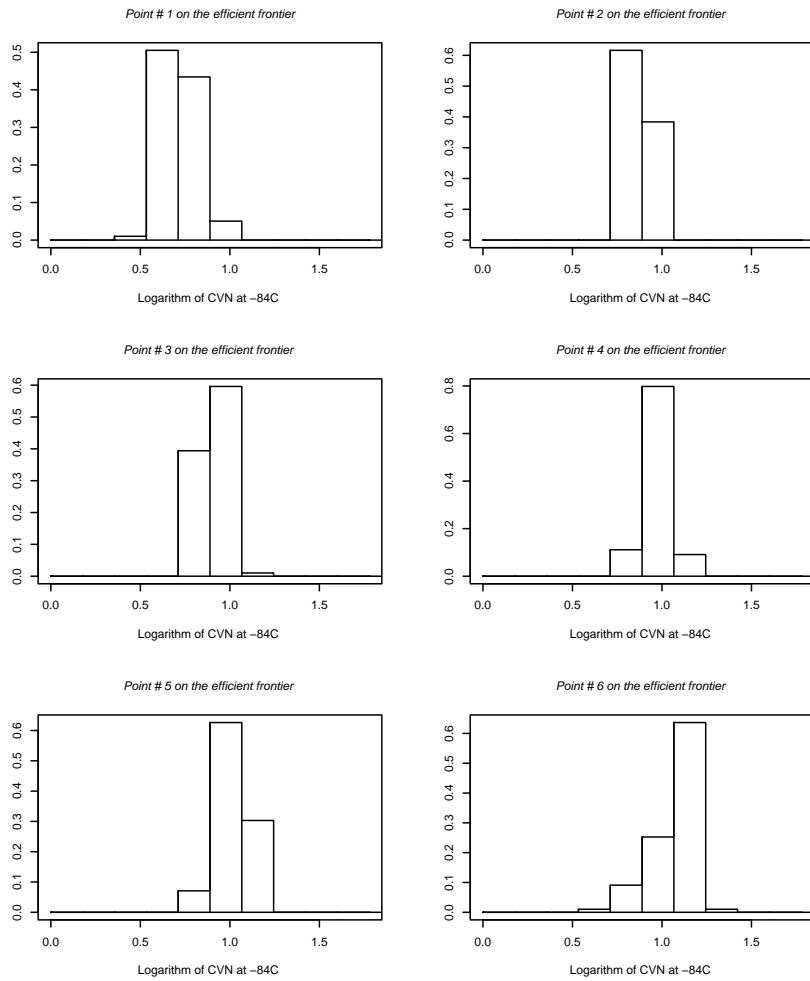 Point # 1 on the efficient frontier
0.5
0.4
0.3
0.2
0.1
0.0
0.0 0.5 1.0 1.5
Logarithm of CVN at −84C
Point # 2 on the efficient frontier
0.6
0.5
0.4
0.3
0.2
0.1
0.0
0.0 0.5 1.0 1.5
Logarithm of CVN at −84C
Point # 3 on the efficient frontier
0.6
0.5
0.4
0.3
0.2
0.1
0.0
0.0 0.5 1.0 1.5
Logarithm of CVN at −84C
Point # 4 on the efficient frontier
0.8
0.6
0.4
0.2
0.0
0.0 0.5 1.0 1.5
Logarithm of CVN at −84C
Point # 5 on the efficient frontier
0.6
0.5
0.4
0.3
0.2
0.1
0.0
0.0 0.5 1.0 1.5
Logarithm of CVN at −84C
Point # 6 on the efficient frontier
0.6
0.5
0.4
0.3
0.2
0.1
0.0
0.0 0.5 1.0 1.5
Logarithm of CVN at −84C